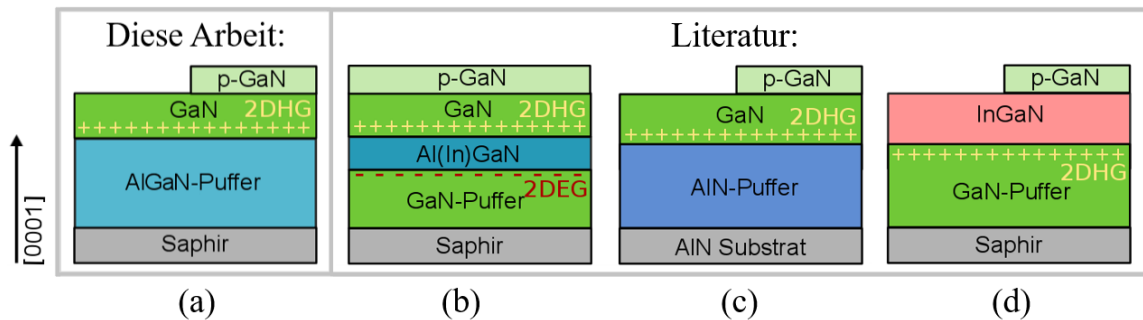 Diese Arbeit:
Literatur:
p-GaN
GaN 2DHG
++++++++++++++
AlGaN-Puffer
Saphir
p-GaN
GaN 2DHG
++++++++++++++
Al(In)GaN
- - - - - - - - - -
2DEG
GaN-Puffer
Saphir
p-GaN
GaN 2DHG
++++++++++++++
AlN-Puffer
AlN Substrat
p-GaN
InGaN
++++++++++++++
2DHG
GaN-Puffer
Saphir
[0001]
(a)
(b)
(c)
(d)